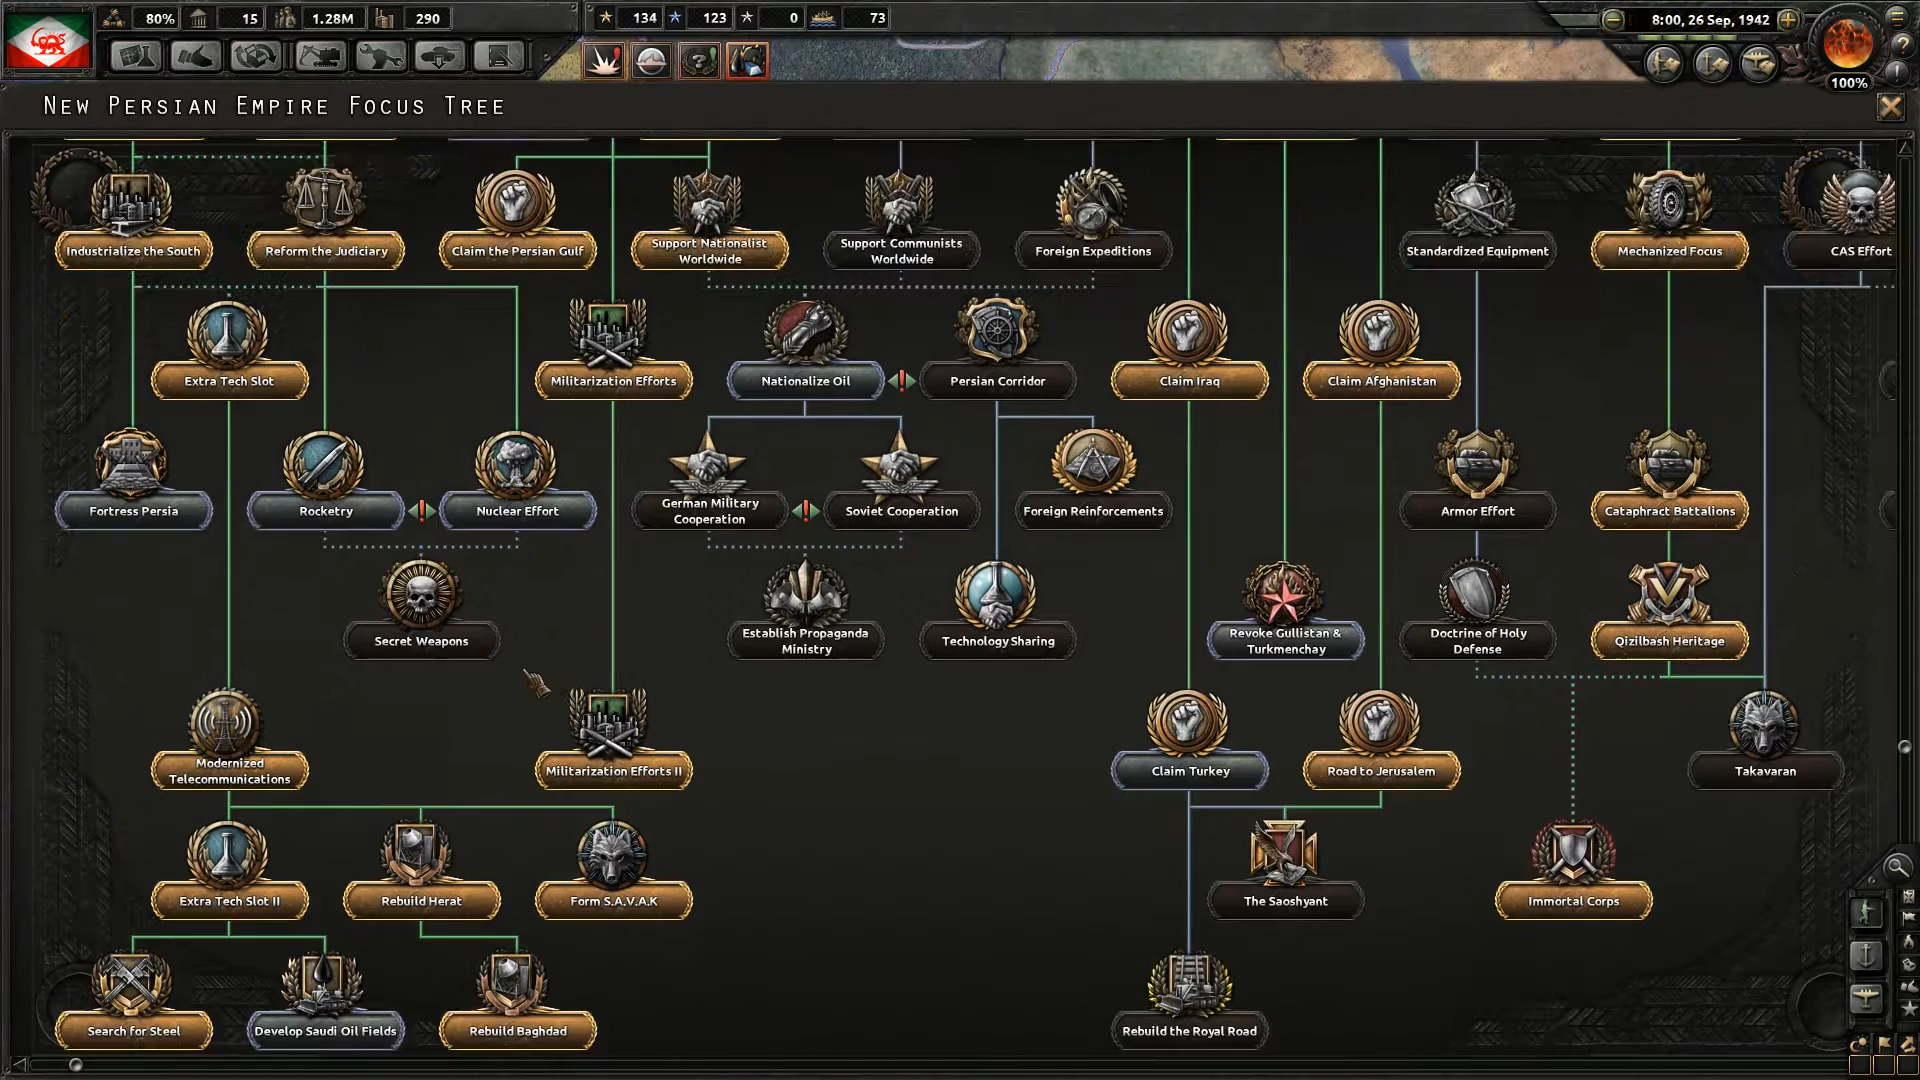 80%
15
1.28M
290
134
123
0
73
8:00, 26 Sep, 1942
100%
New Persian Empire Focus Tree
Industrialize the South
Reform the Judiciary
Claim the Persian Gulf
Support Nationalist
Worldwide
Support Communists
Worldwide
Foreign Expeditions
Standardized Equipment
Mechanized Focus
CAS Effort
Extra Tech Slot
Militarization Efforts
Nationalize Oil
Persian Corridor
Claim Iraq
Claim Afghanistan
Fortress Persia
Rocketry
Nuclear Effort
German Military
Cooperation
Soviet Cooperation
Foreign Reinforcements
Armor Effort
Cataphract Battalions
Secret Weapons
Establish Propaganda
Ministry
Technology Sharing
Revoke Gullistan &
Turkmenchay
Doctrine of Holy
Defense
Qizilbash Heritage
Modernized
Telecommunications
Militarization Efforts II
Claim Turkey
Road to Jerusalem
Takavaran
Extra Tech Slot II
Rebuild Herat
Form S.A.V.A.K
The Saoshyant
Immortal Corps
Search for Steel
Develop Saudi Oil Fields
Rebuild Baghdad
Rebuild the Royal Road